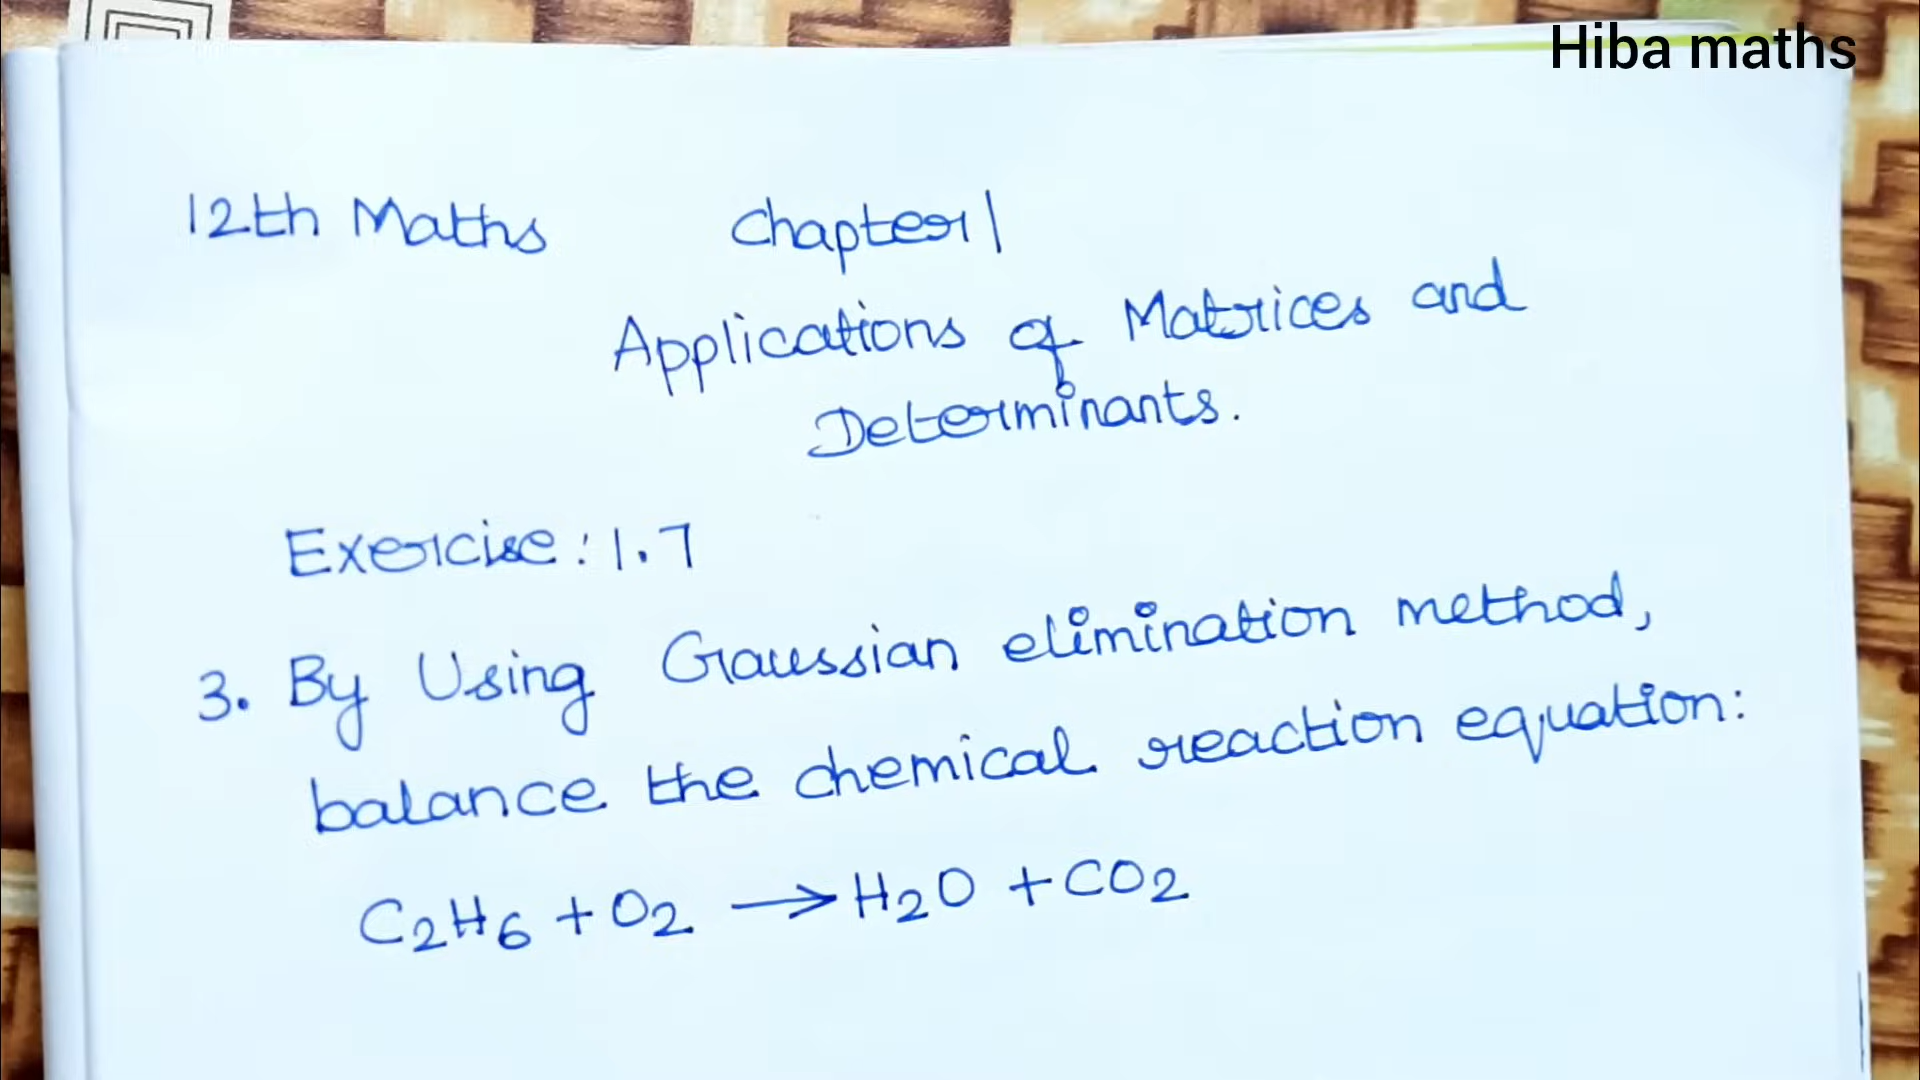 Hiba maths
12th Maths Chapter 1
Applications of Matrices and
Determinants.
Exercise: 1.7
3. By Using Gaussian elimination method,
balance the chemical reaction equation:
C2H6 + O2 → H2O + CO2